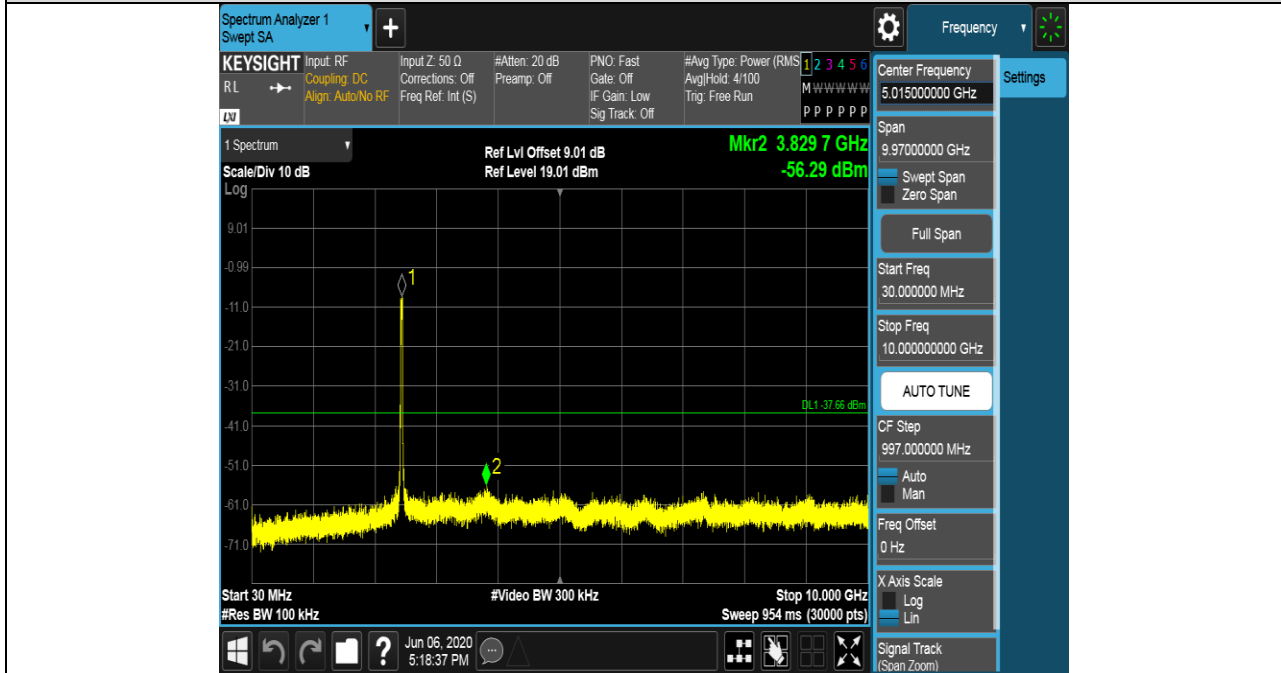 Spectrum Analyzer 1
Swept SA
+
Frequency
KEYSIGHT
RL
LXI
Input: RF
Coupling: DC
Align: Auto/No RF
Input Z: 50 Ω
Corrections: Off
Freq Ref: Int (S)
#Atten: 20 dB
Preamp: Off
PNO: Fast
Gate: Off
IF Gain: Low
Sig Track: Off
#Avg Type: Power (RMS
Avg|Hold: 4/100
Trig: Free Run
1 2 3 4 5 6
M W W W W W
P P P P P P
1 Spectrum
Scale/Div 10 dB
Log
Ref Lvl Offset 9.01 dB
Ref Level 19.01 dBm
Mkr2 3.829 7 GHz
-56.29 dBm
9.01
-0.99
-11.0
-21.0
-31.0
-41.0
-51.0
-61.0
-71.0
1
2
DL1 -37.66 dBm
Start 30 MHz
#Res BW 100 kHz
#Video BW 300 kHz
Stop 10.000 GHz
Sweep 954 ms (30000 pts)
Center Frequency
5.015000000 GHz
Span
9.97000000 GHz
Swept Span
Zero Span
Full Span
Start Freq
30.000000 MHz
Stop Freq
10.000000000 GHz
AUTO TUNE
CF Step
997.000000 MHz
Auto
Man
Freq Offset
0 Hz
X Axis Scale
Log
Lin
Signal Track
(Span Zoom)
Settings
?
Jun 06, 2020
5:18:37 PM